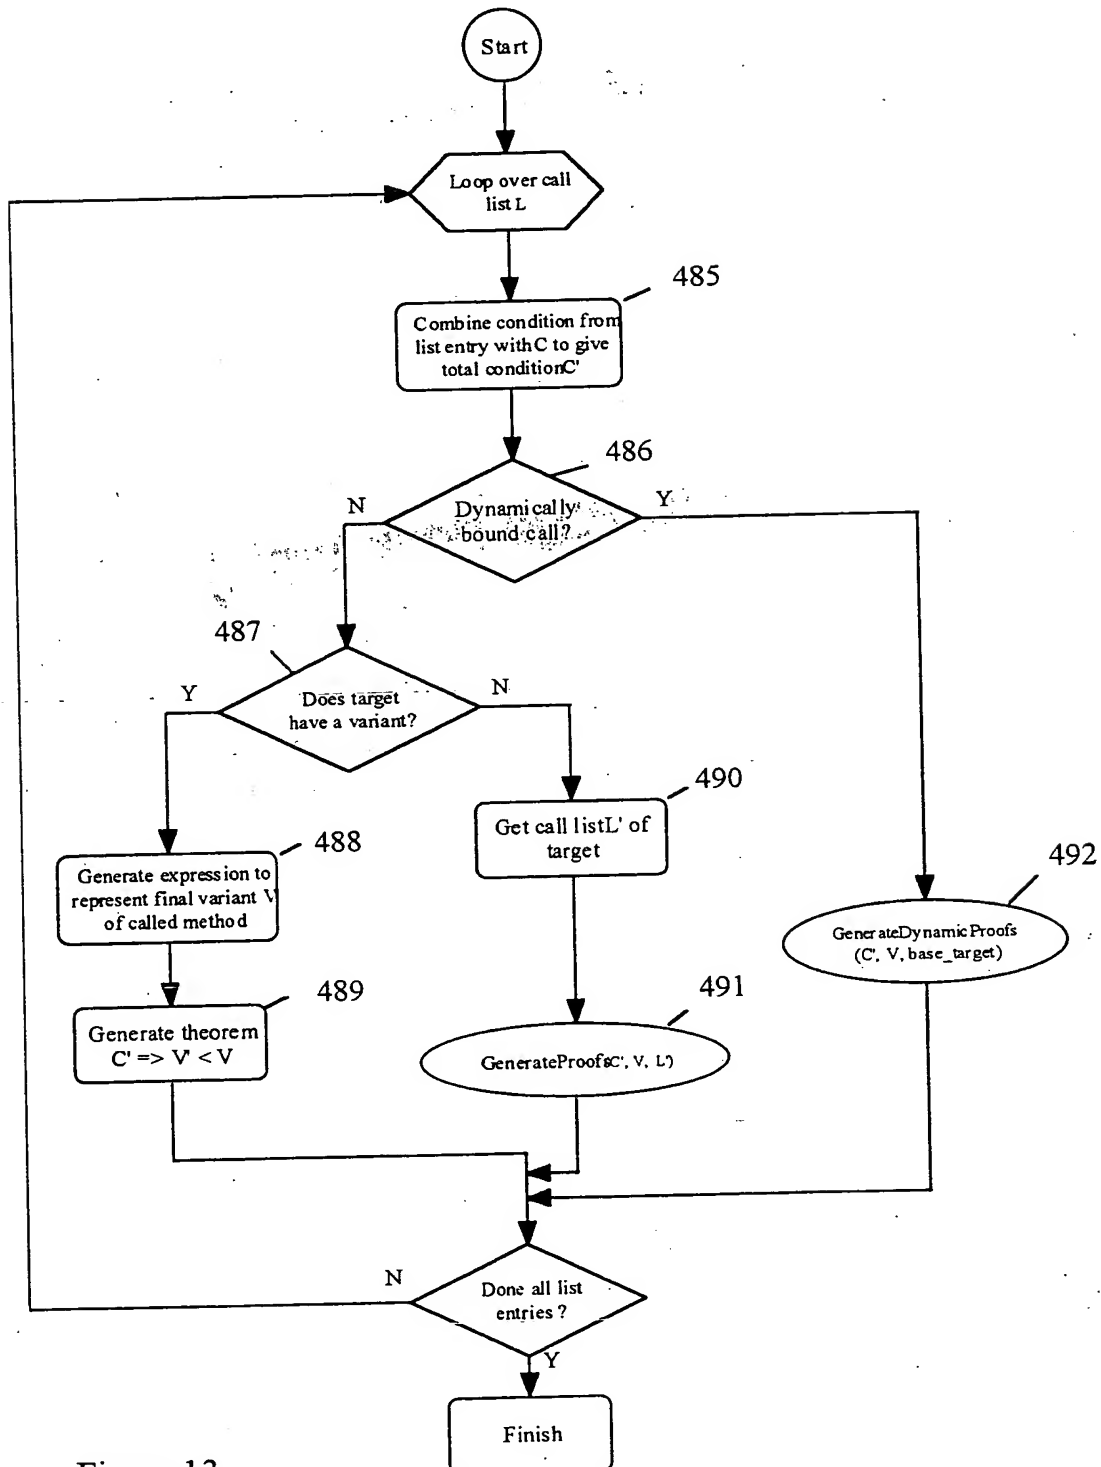 Start
Loop over call
list L
485
Combine condition from
list entry with C to give
total condition C'
486
N
Dynamically
bound call?
Y
487
Y
Does target
have a variant?
N
490
Get call list L' of
target
488
Generate expression to
represent final variant V
of called method
492
GenerateDynamicProofs
(C', V, base_target)
489
Generate theorem
C' => V' < V
491
GenerateProofs(C', V, L')
N
Done all list
entries?
Y
Finish
Figure 13